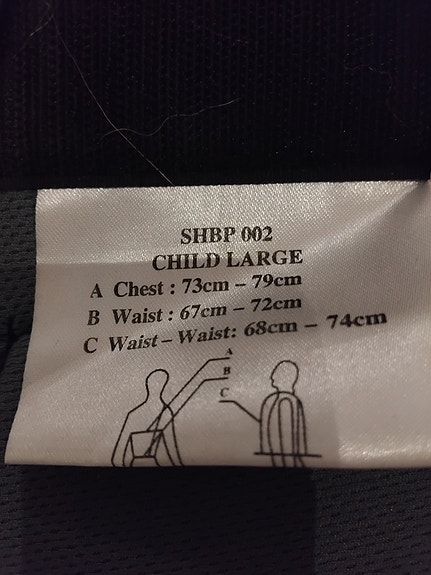 SHBP 002
CHILD LARGE
A Chest : 73cm – 79cm
B Waist : 67cm – 72cm
C Waist – Waist: 68cm – 74cm
A
B
C